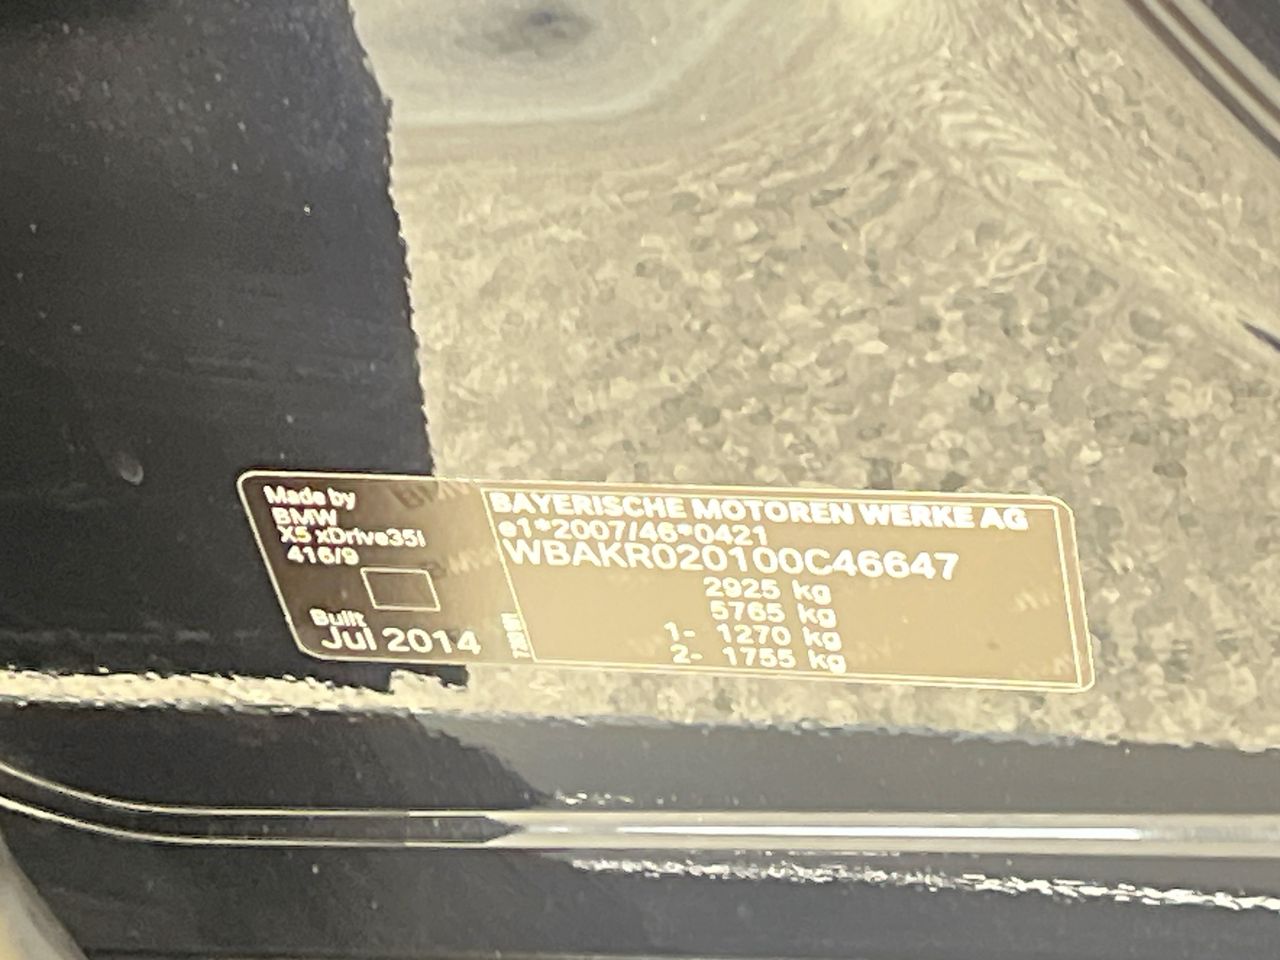 Made by
BMW
X5 xDrive35i
416/9
Built
Jul 2014
BAYERISCHE MOTOREN WERKE AG
e1*2007/46*0421
WBAKR020100C46647
2925 kg
5765 kg
1- 1270 kg
2- 1755 kg